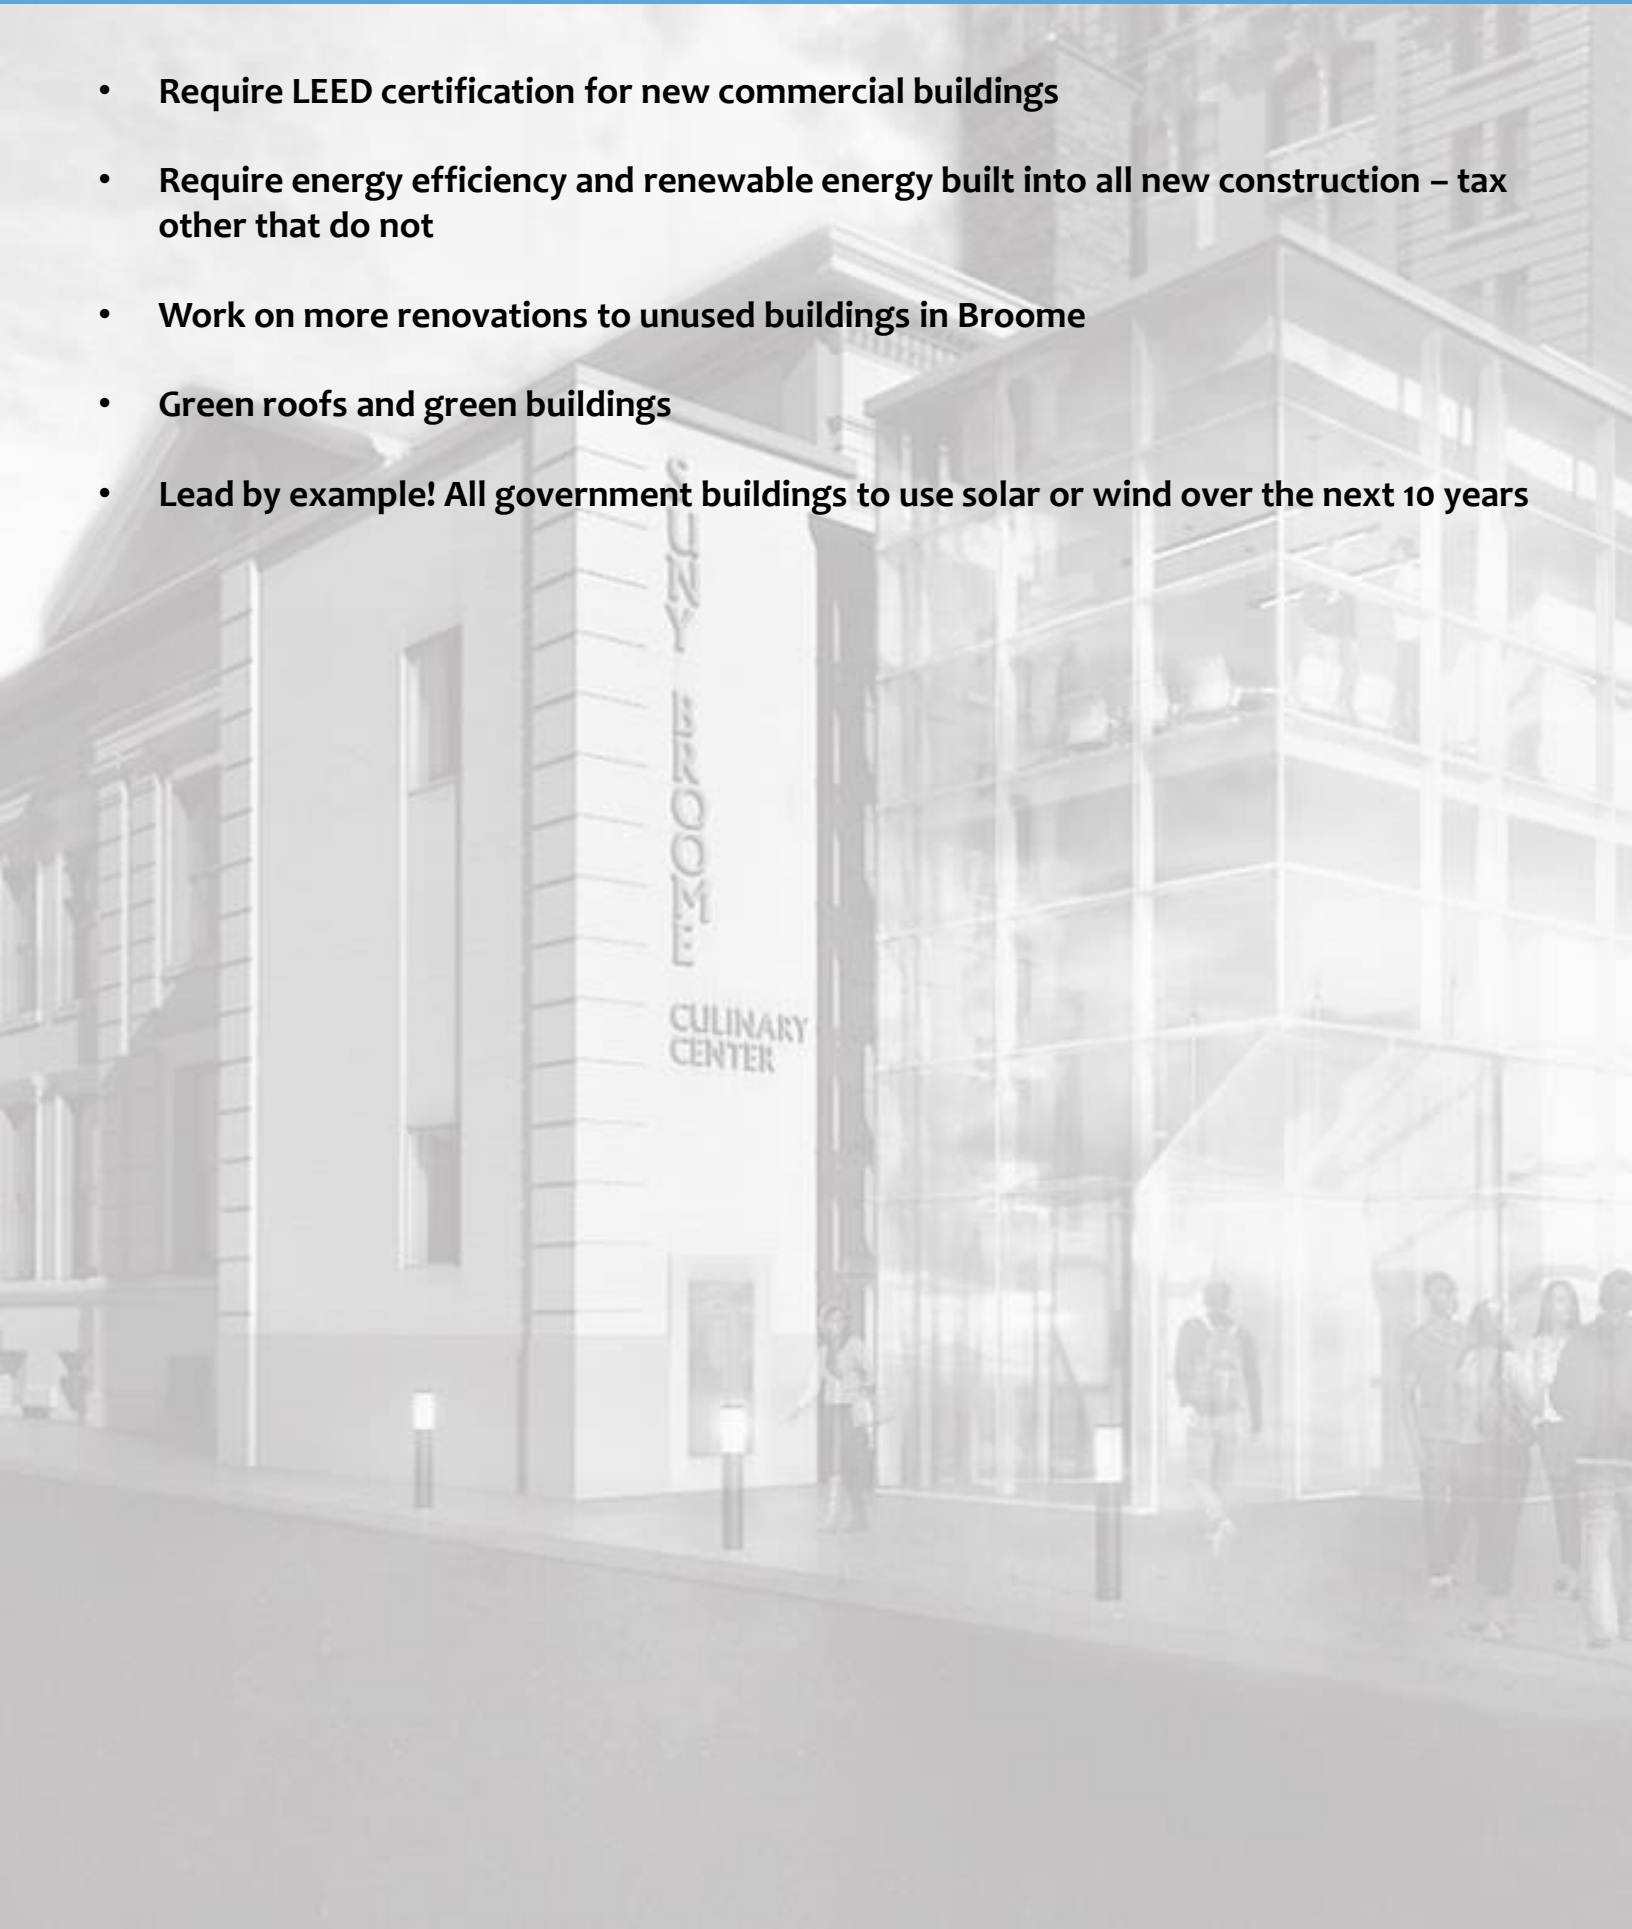 • Require LEED certification for new commercial buildings
• Require energy efficiency and renewable energy built into all new construction – tax
other that do not
• Work on more renovations to unused buildings in Broome
• Green roofs and green buildings
• Lead by example! All government buildings to use solar or wind over the next 10 years
SUNY BROOME
CULINARY
CENTER